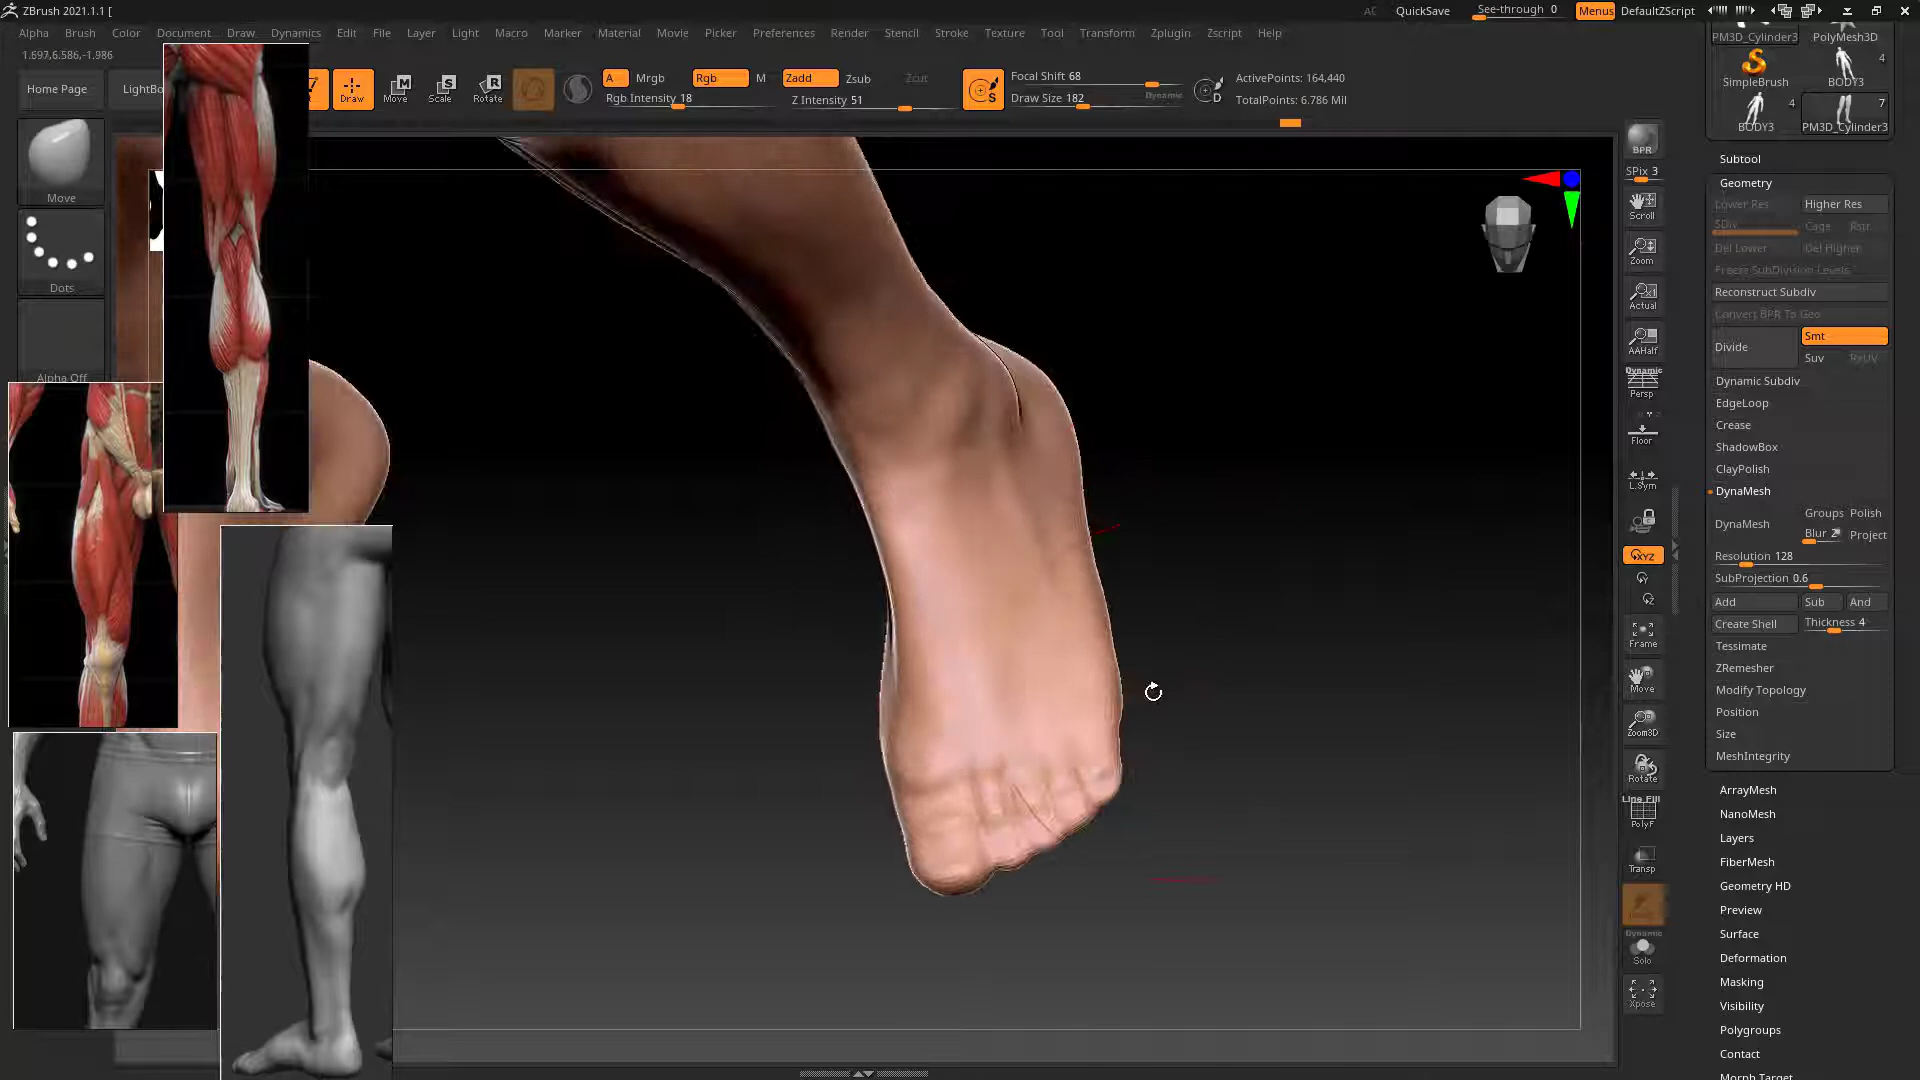 ZBrush 2021.1.1 [
AC QuickSave See-through 0 Menus DefaultZScript
Alpha Brush Color Document Draw Dynamics Edit File Layer Light Macro Marker Material Movie Picker Preferences Render Stencil Stroke Texture Tool Transform Zplugin Zscript Help
1.697,6.586,-1.986
Home Page
LightBo
Draw
Move
Scale
Rotate
A Mrgb Rgb M Zadd Zsub Zcut
Rgb Intensity 18
Z Intensity 51
Focal Shift 68
Draw Size 182
Dynamic
ActivePoints: 164,440
TotalPoints: 6.786 Mil
Move
Dots
Alpha Off
BPR
SPix 3
Scroll
Zoom
Actual
AAHalf
Dynamic
Persp
Floor
L.Sym
XYZ
Frame
Move
Zoom3D
Rotate
Line Fill
PolyF
Transp
Dynamic
Solo
Xpose
PM3D_Cylinder3 PolyMesh3D
SimpleBrush BODY3
4
4
7
BODY3 PM3D_Cylinder3
Subtool
Geometry
Lower Res Higher Res
SDiv Cage Rstr
Del Lower Del Higher
Freeze SubDivision Levels
Reconstruct Subdiv
Convert BPR To Geo
Divide
Smt
Suv ReUV
Dynamic Subdiv
EdgeLoop
Crease
ShadowBox
ClayPolish
DynaMesh
DynaMesh
Groups Polish
Blur 2 Project
Resolution 128
SubProjection 0.6
Add Sub And
Create Shell Thickness 4
Tessimate
ZRemesher
Modify Topology
Position
Size
MeshIntegrity
ArrayMesh
NanoMesh
Layers
FiberMesh
Geometry HD
Preview
Surface
Deformation
Masking
Visibility
Polygroups
Contact
Morph Target